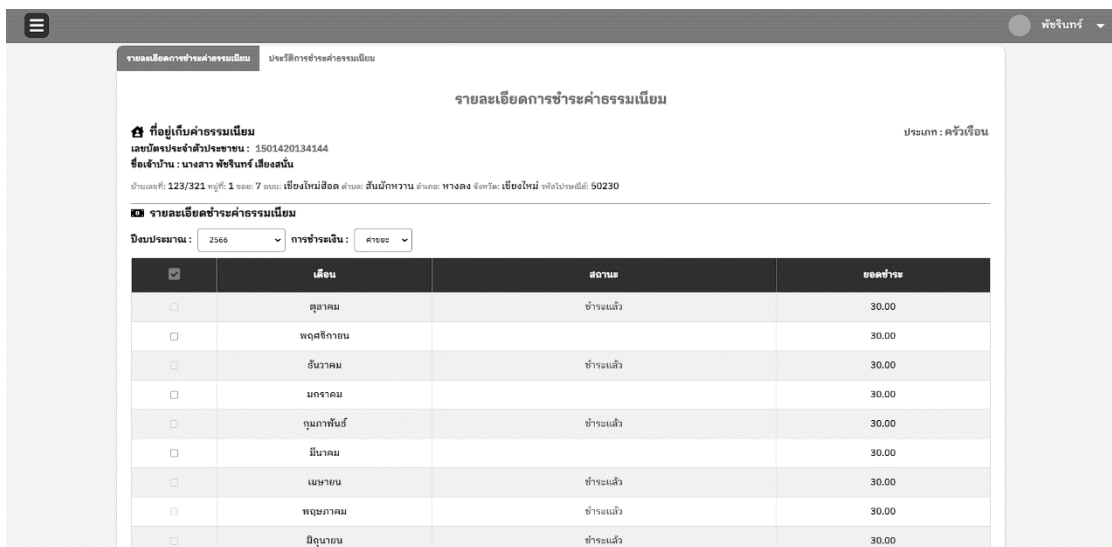 พัชรินทร์
รายละเอียดการชำระค่าธรรมเนียม ประวัติการชำระค่าธรรมเนียม
รายละเอียดการชำระค่าธรรมเนียม
ที่อยู่เก็บค่าธรรมเนียม ประเภท : ครัวเรือน
เลขบัตรประจำตัวประชาชน : 1501420134144
ชื่อเจ้าบ้าน : นางสาว พัชรินทร์ เสียงสนั่น
บ้านเลขที่: 123/321 หมู่ที่: 1 ซอย: 7 ถนน: เชียงใหม่ฮ๊อด ตำบล: สันผักหวาน อำเภอ: หางดง จังหวัด: เชียงใหม่ รหัสไปรษณีย์: 50230
รายละเอียดชำระค่าธรรมเนียม
ปีงบประมาณ : 2566 การชำระเงิน : ค่าขยะ
เดือน สถานะ ยอดชำระ
ตุลาคม ชำระแล้ว 30.00
พฤศจิกายน 30.00
ธันวาคม ชำระแล้ว 30.00
มกราคม 30.00
กุมภาพันธ์ ชำระแล้ว 30.00
มีนาคม 30.00
เมษายน ชำระแล้ว 30.00
พฤษภาคม ชำระแล้ว 30.00
มิถุนายน ชำระแล้ว 30.00